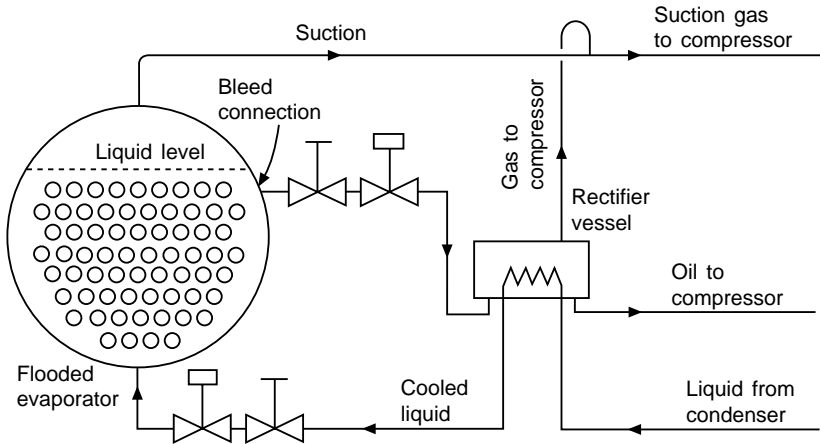 Suction
Suction gas
to compressor
Bleed
connection
Liquid level
Gas to
compressor
Rectifier
vessel
Oil to
compressor
Flooded
evaporator
Cooled
liquid
Liquid from
condenser